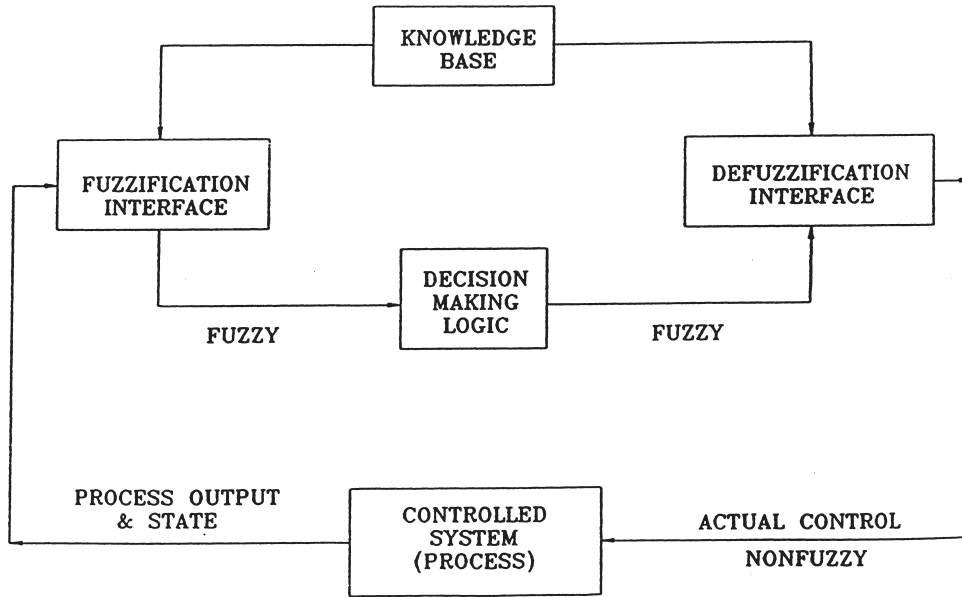 KNOWLEDGE
BASE
FUZZIFICATION
INTERFACE
DEFUZZIFICATION
INTERFACE
DECISION
MAKING
LOGIC
FUZZY
FUZZY
PROCESS OUTPUT
& STATE
CONTROLLED
SYSTEM
(PROCESS)
ACTUAL CONTROL
NONFUZZY